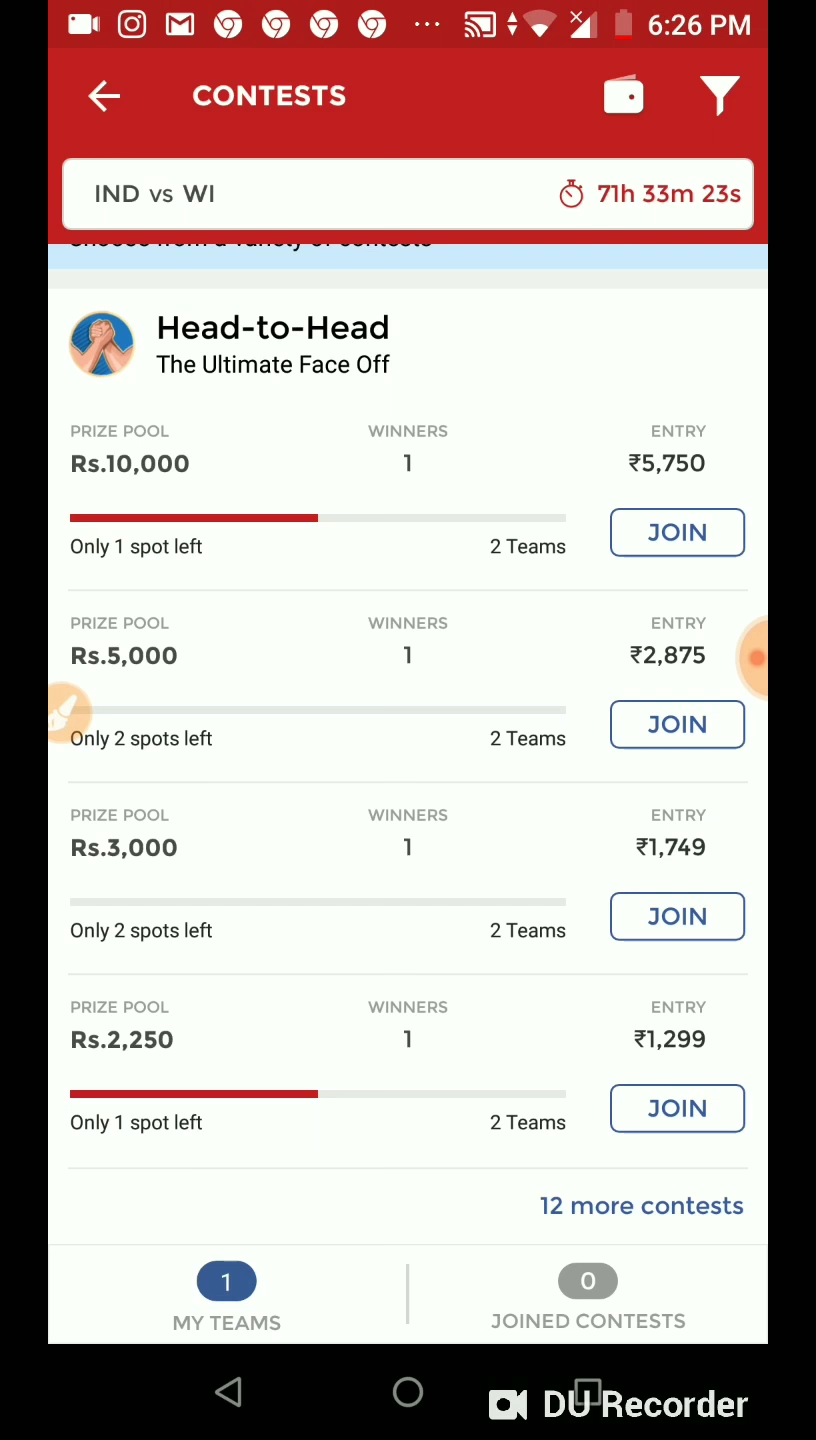 6:26 PM
CONTESTS
IND vs WI 71h 33m 23s
Choose from a variety of contests
Head-to-Head
The Ultimate Face Off
PRIZE POOL WINNERS ENTRY
Rs.10,000 1 ₹5,750
JOIN
Only 1 spot left 2 Teams
PRIZE POOL WINNERS ENTRY
Rs.5,000 1 ₹2,875
JOIN
Only 2 spots left 2 Teams
PRIZE POOL WINNERS ENTRY
Rs.3,000 1 ₹1,749
JOIN
Only 2 spots left 2 Teams
PRIZE POOL WINNERS ENTRY
Rs.2,250 1 ₹1,299
JOIN
Only 1 spot left 2 Teams
12 more contests
1 0
MY TEAMS JOINED CONTESTS
DU Recorder